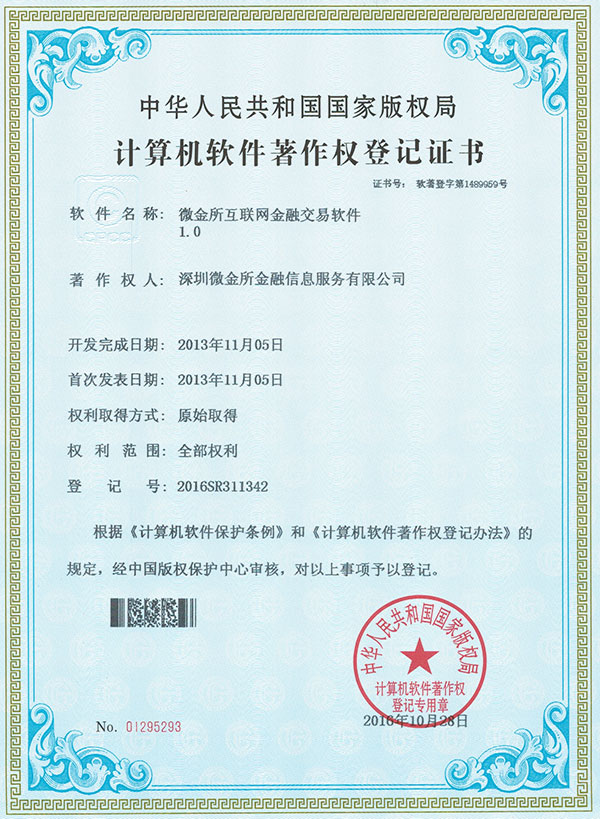 中华人民共和国国家版权局
计算机软件著作权登记证书
证书号: 软著登字第1489959号
CPCC
软件名称: 微金所互联网金融交易软件
1.0
著作权人: 深圳微金所金融信息服务有限公司
开发完成日期: 2013年11月05日
首次发表日期: 2013年11月05日
权利取得方式: 原始取得
权利范围: 全部权利
登记号: 2016SR311342
根据《计算机软件保护条例》和《计算机软件著作权登记办法》的
规定，经中国版权保护中心审核，对以上事项予以登记。
中华人民共和国国家版权局
计算机软件著作权
登记专用章
2016年10月28日
No. 01295293